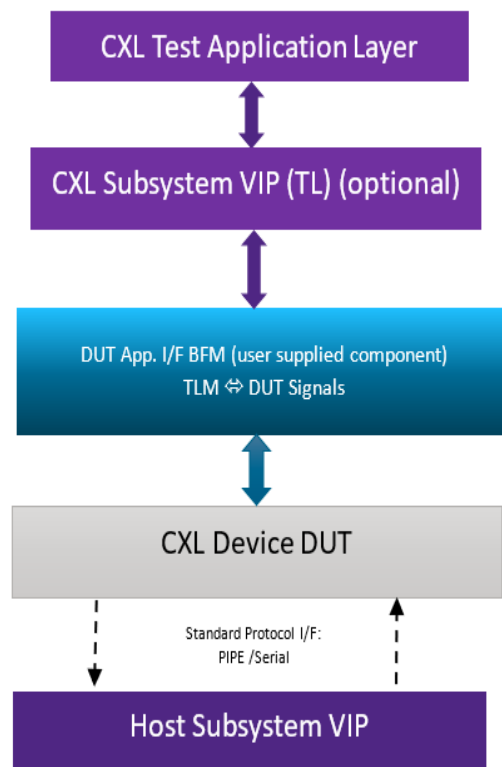 CXL Test Application Layer
CXL Subsystem VIP (TL) (optional)
DUT App. I/F BFM (user supplied component)
TLM ⬄ DUT Signals
CXL Device DUT
Standard Protocol I/F:
PIPE /Serial
Host Subsystem VIP